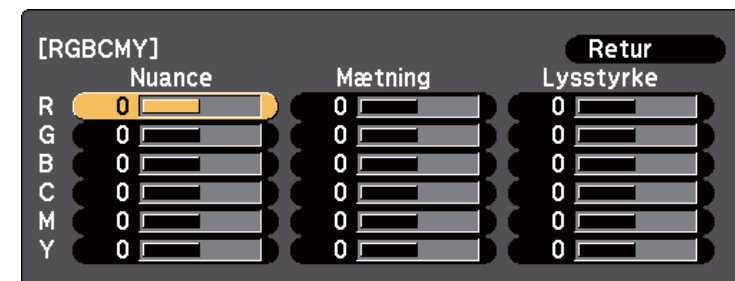 [RGBCMY] Retur
Nuance Mætning Lysstyrke
R 0 0 0
G 0 0 0
B 0 0 0
C 0 0 0
M 0 0 0
Y 0 0 0